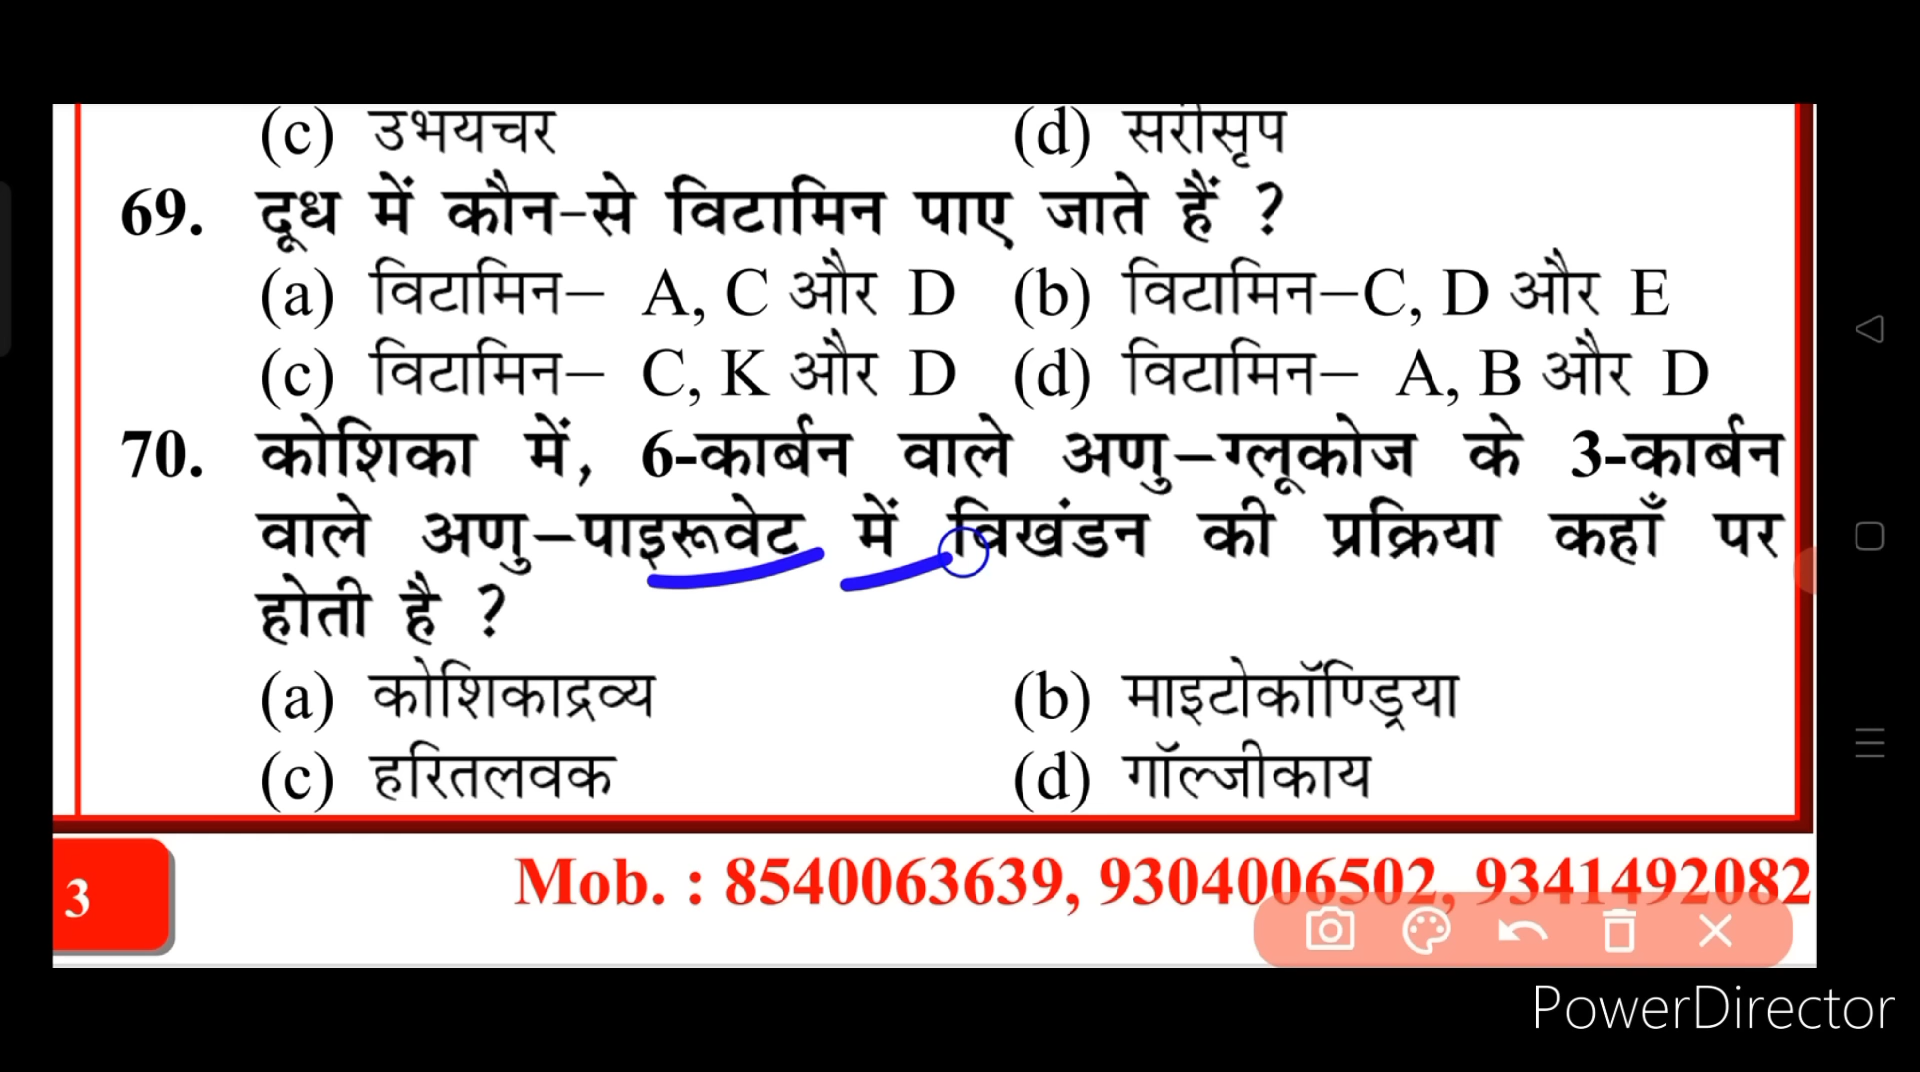 (c) उभयचर (d) सरीसृप
69. दूध में कौन-से विटामिन पाए जाते हैं ?
(a) विटामिन– A, C और D (b) विटामिन–C, D और E
(c) विटामिन– C, K और D (d) विटामिन– A, B और D
70. कोशिका में, 6-कार्बन वाले अणु–ग्लूकोज के 3-कार्बन
वाले अणु–पाइरूवेट में विखंडन की प्रक्रिया कहाँ पर
होती है ?
(a) कोशिकाद्रव्य (b) माइटोकॉण्ड्रिया
(c) हरितलवक (d) गॉल्जीकाय
3 Mob. : 8540063639, 9304006502, 9341492082
PowerDirector